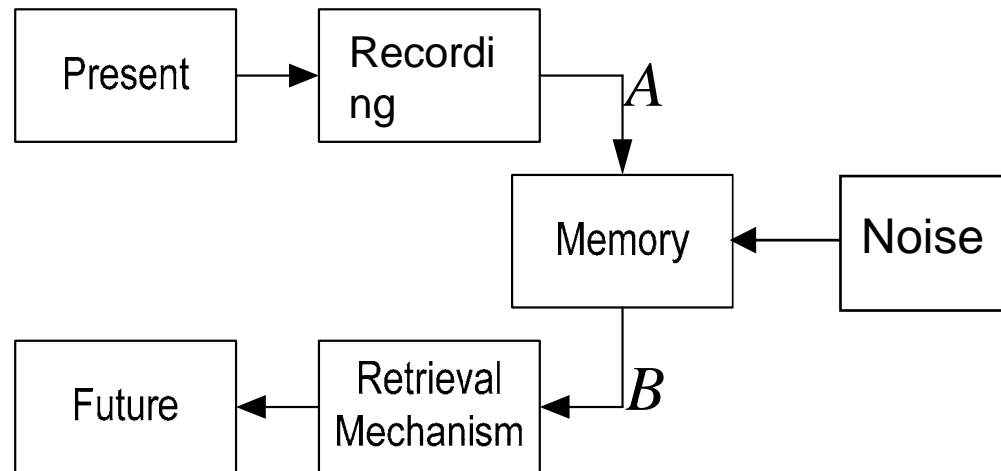 Present
Recordi
ng
A
Memory
Noise
Future
Retrieval
Mechanism
B